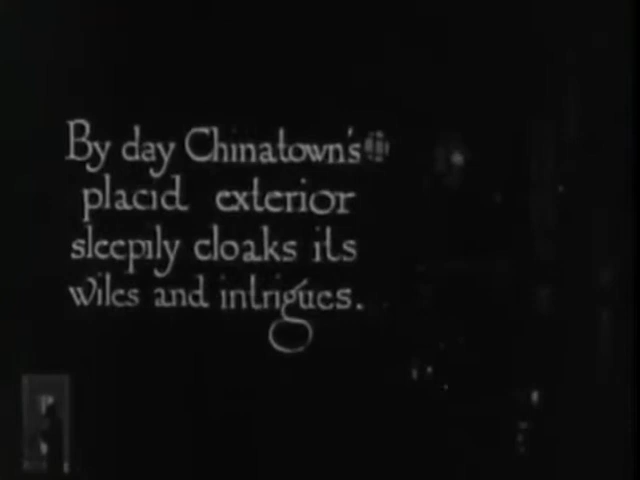 By day Chinatown's
placid exterior
sleepily cloaks its
wiles and intrigues.